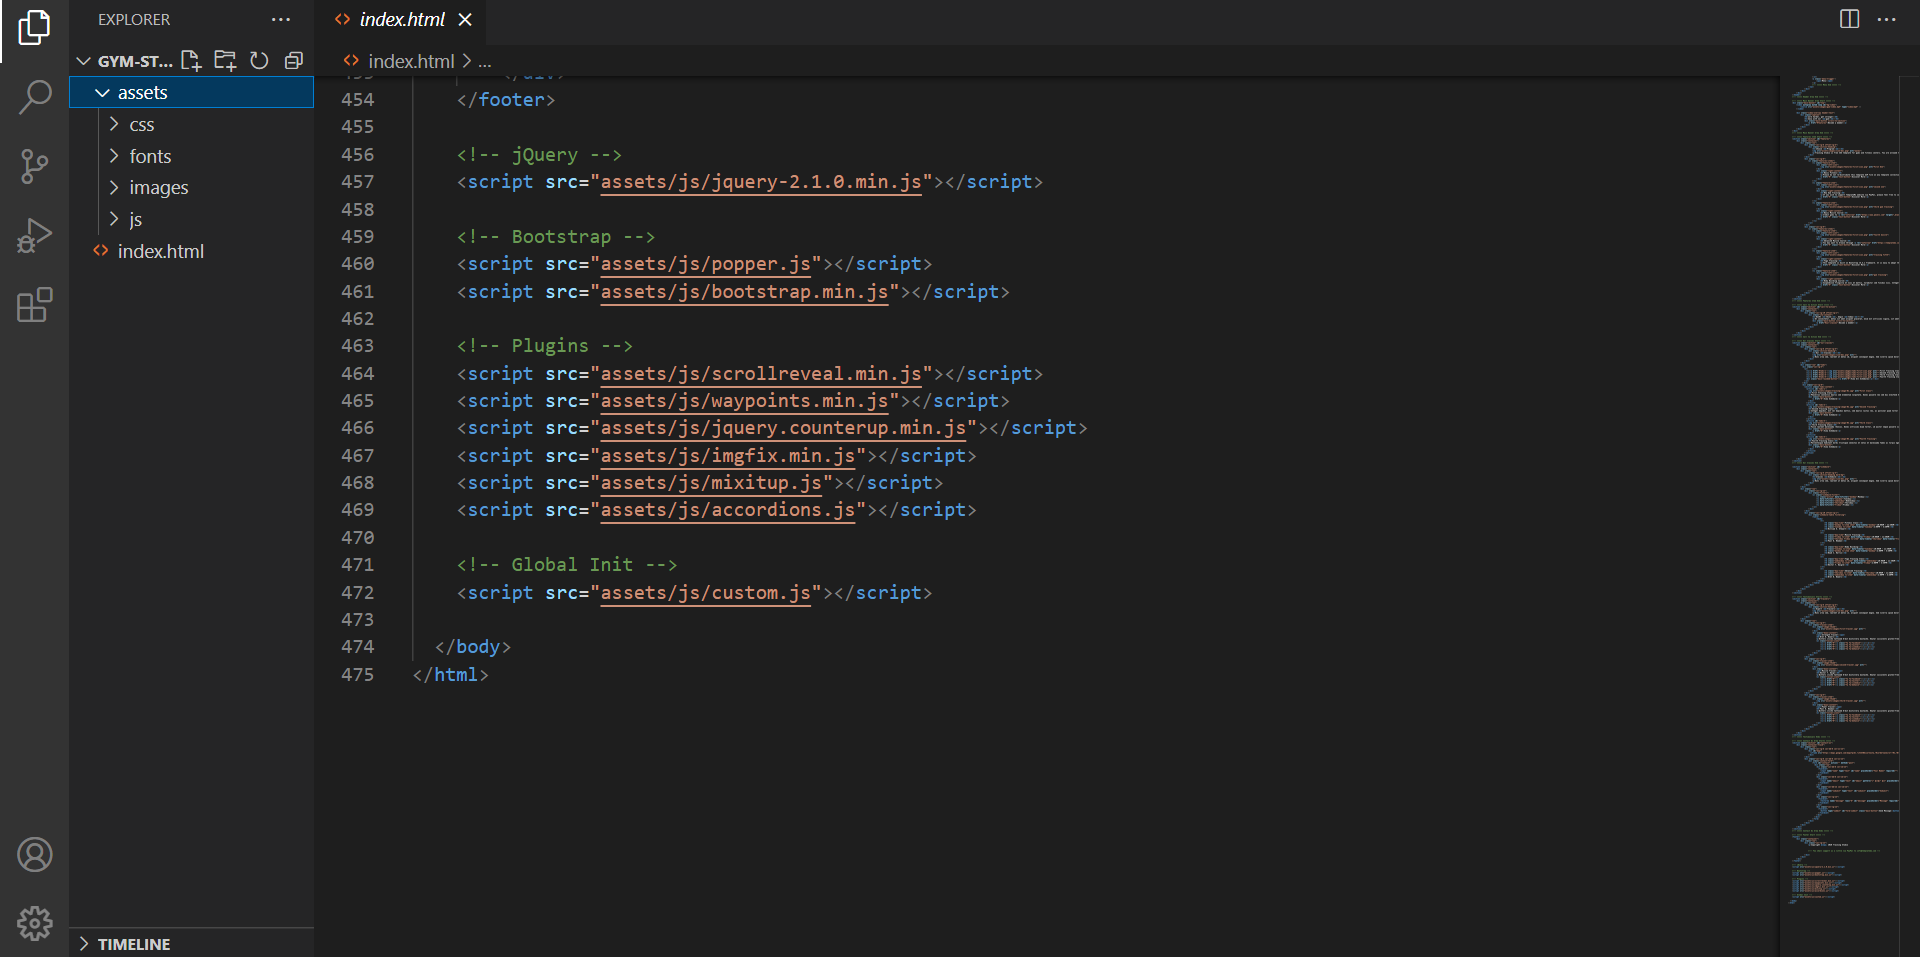 EXPLORER
GYM-ST...
assets
css
fonts
images
js
index.html
TIMELINE
index.html
index.html > ...
454 </footer>
455
456 <!-- jQuery -->
457 <script src="assets/js/jquery-2.1.0.min.js"></script>
458
459 <!-- Bootstrap -->
460 <script src="assets/js/popper.js"></script>
461 <script src="assets/js/bootstrap.min.js"></script>
462
463 <!-- Plugins -->
464 <script src="assets/js/scrollreveal.min.js"></script>
465 <script src="assets/js/waypoints.min.js"></script>
466 <script src="assets/js/jquery.counterup.min.js"></script>
467 <script src="assets/js/imgfix.min.js"></script>
468 <script src="assets/js/mixitup.js"></script>
469 <script src="assets/js/accordions.js"></script>
470
471 <!-- Global Init -->
472 <script src="assets/js/custom.js"></script>
473
474 </body>
475 </html>